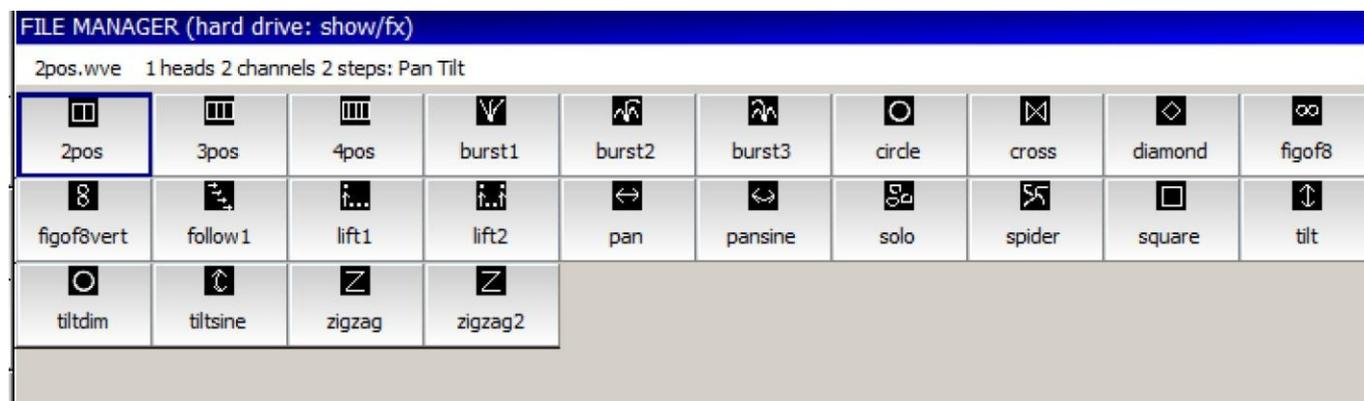 FILE MANAGER (hard drive: show/fx)
2pos.wve 1 heads 2 channels 2 steps: Pan Tilt
2pos 3pos 4pos burst1 burst2 burst3 circle cross diamond figof8
figof8vert follow1 lift1 lift2 pan pansine solo spider square tilt
tiltdim tiltsine zigzag zigzag2